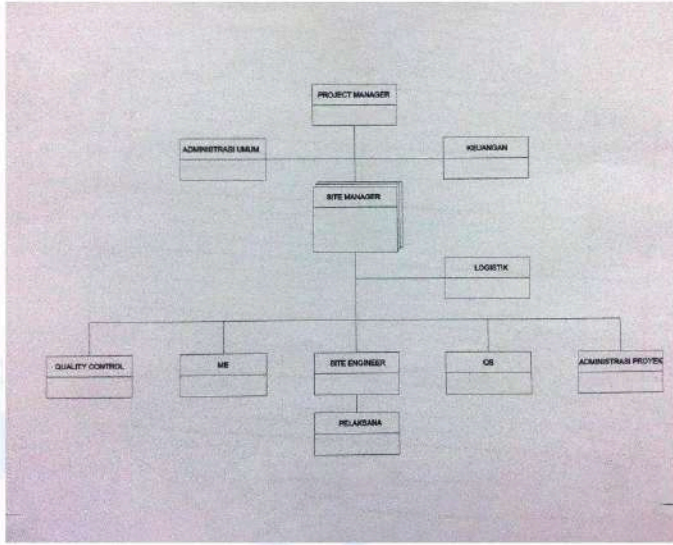 PROJECT MANAGER
ADMINISTRASI UMUM
KEUANGAN
SITE MANAGER
LOGISTIK
QUALITY CONTROL
ME
SITE ENGINEER
QS
ADMINISTRASI PROYEK
PELAKSANA